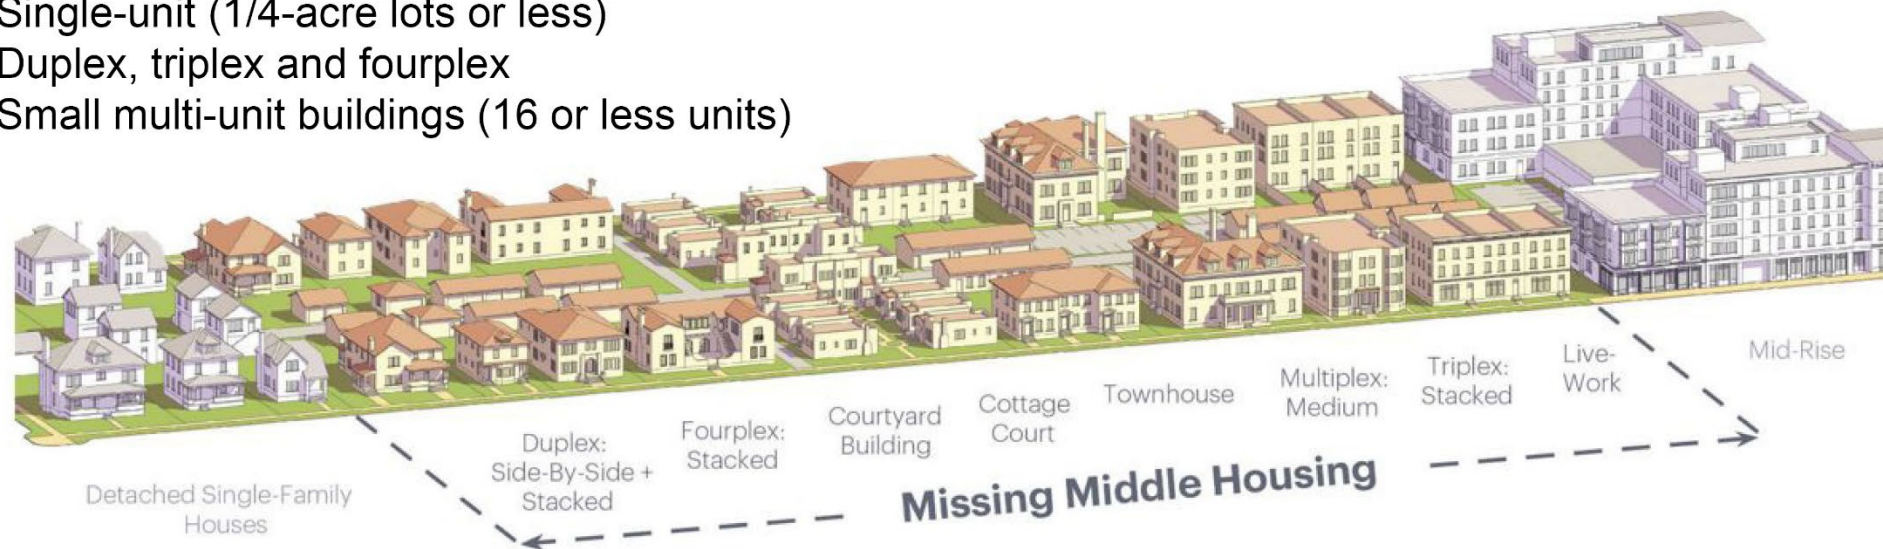 Single-unit (1/4-acre lots or less)
Duplex, triplex and fourplex
Small multi-unit buildings (16 or less units)
Detached Single-Family
Houses
Duplex:
Side-By-Side +
Stacked
Fourplex:
Stacked
Courtyard
Building
Cottage
Court
Townhouse
Multiplex:
Medium
Triplex:
Stacked
Live-
Work
Mid-Rise
Missing Middle Housing